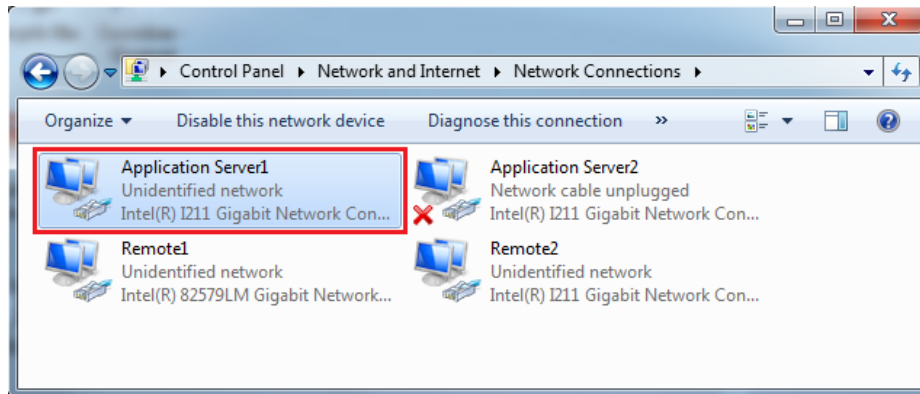 Control Panel ▸ Network and Internet ▸ Network Connections ▸
Organize ▾ Disable this network device Diagnose this connection »
Application Server1
Unidentified network
Intel(R) I211 Gigabit Network Con...
Application Server2
Network cable unplugged
Intel(R) I211 Gigabit Network Con...
Remote1
Unidentified network
Intel(R) 82579LM Gigabit Network...
Remote2
Unidentified network
Intel(R) I211 Gigabit Network Con...